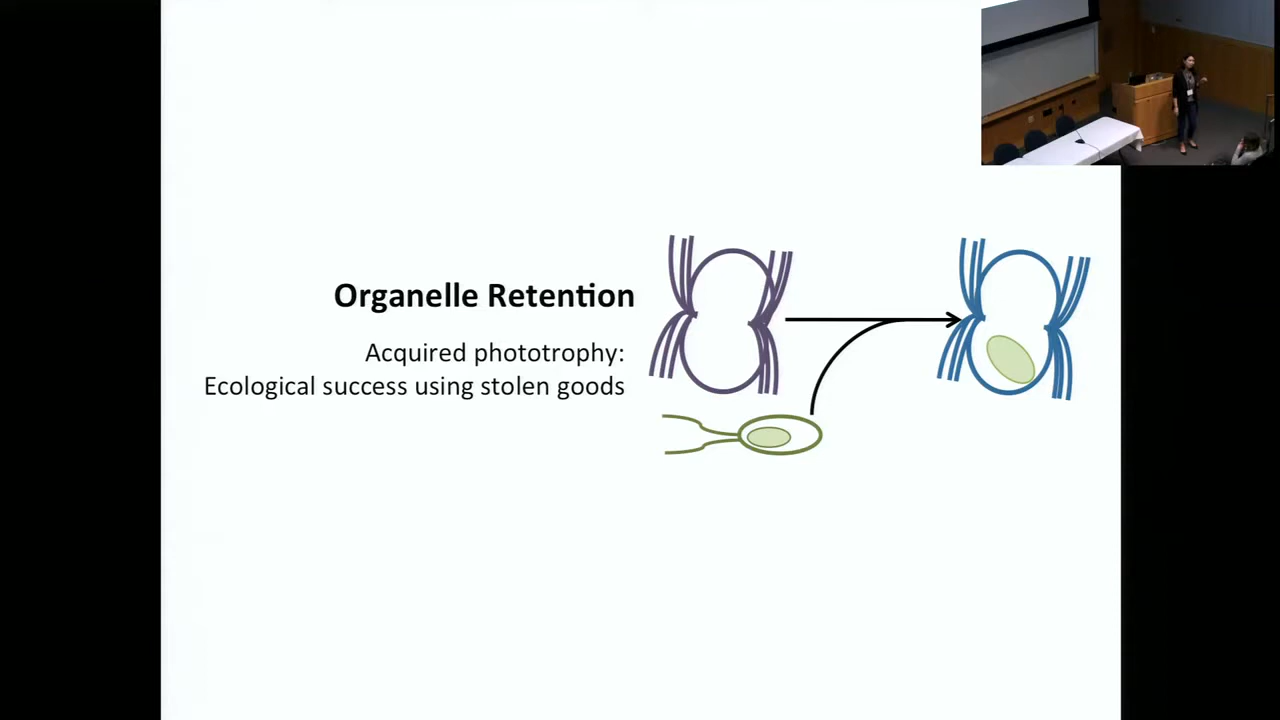 Organelle Retention
Acquired phototrophy:
Ecological success using stolen goods